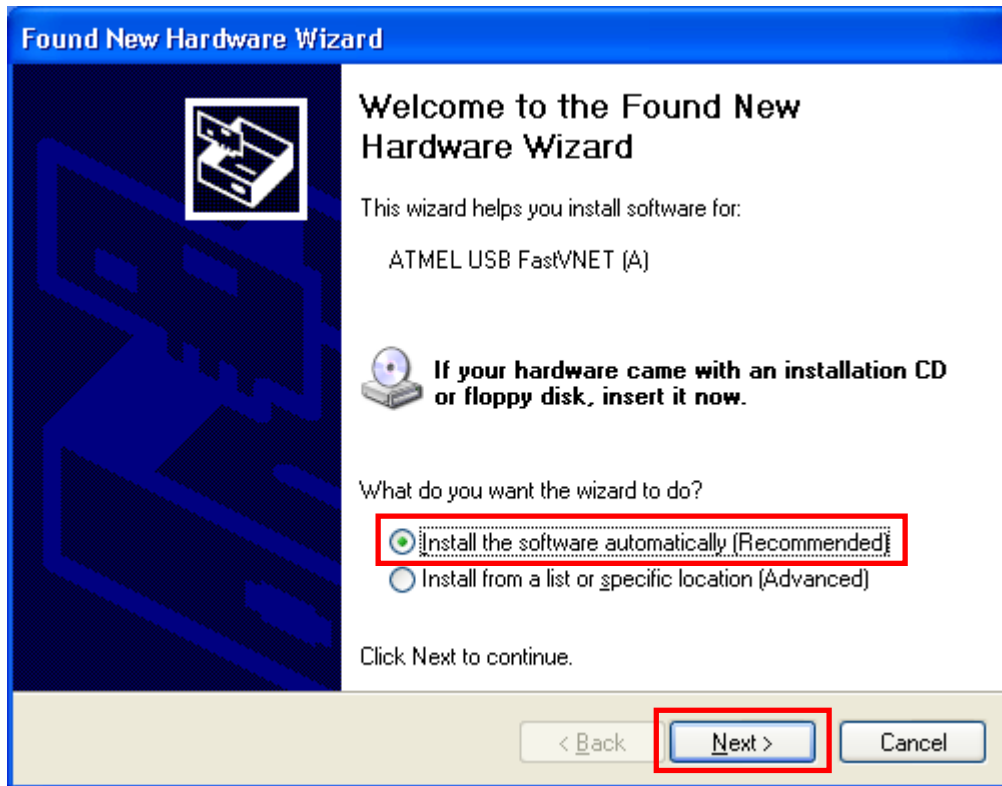 Found New Hardware Wizard
Welcome to the Found New
Hardware Wizard
This wizard helps you install software for:
ATMEL USB FastVNET (A)
If your hardware came with an installation CD
or floppy disk, insert it now.
What do you want the wizard to do?
Install the software automatically (Recommended)
Install from a list or specific location (Advanced)
Click Next to continue.
< Back Next > Cancel